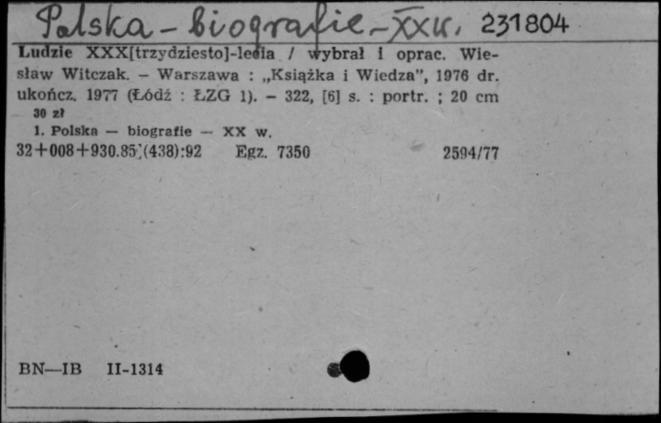 Polska - biografie - XX w. 231804
Ludzie XXX[trzydziesto]-lecia / wybrał i oprac. Wie-
sław Witczak. — Warszawa : „Książka i Wiedza”, 1976 dr.
ukończ. 1977 (Łódź : ŁZG 1). — 322, [6] s. : portr. ; 20 cm
30 zł
1. Polska — biografie — XX w.
32+008+930.85](438):92 Egz. 7350 2594/77
BN—IB II-1314